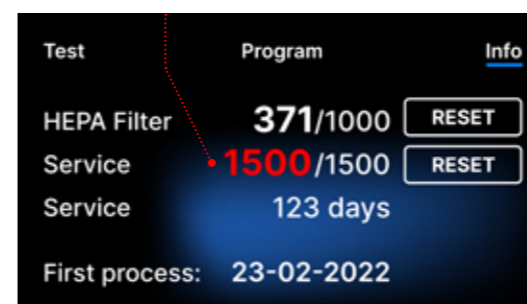 Test Program Info
HEPA Filter 371/1000 RESET
Service 1500/1500 RESET
Service 123 days
First process: 23-02-2022